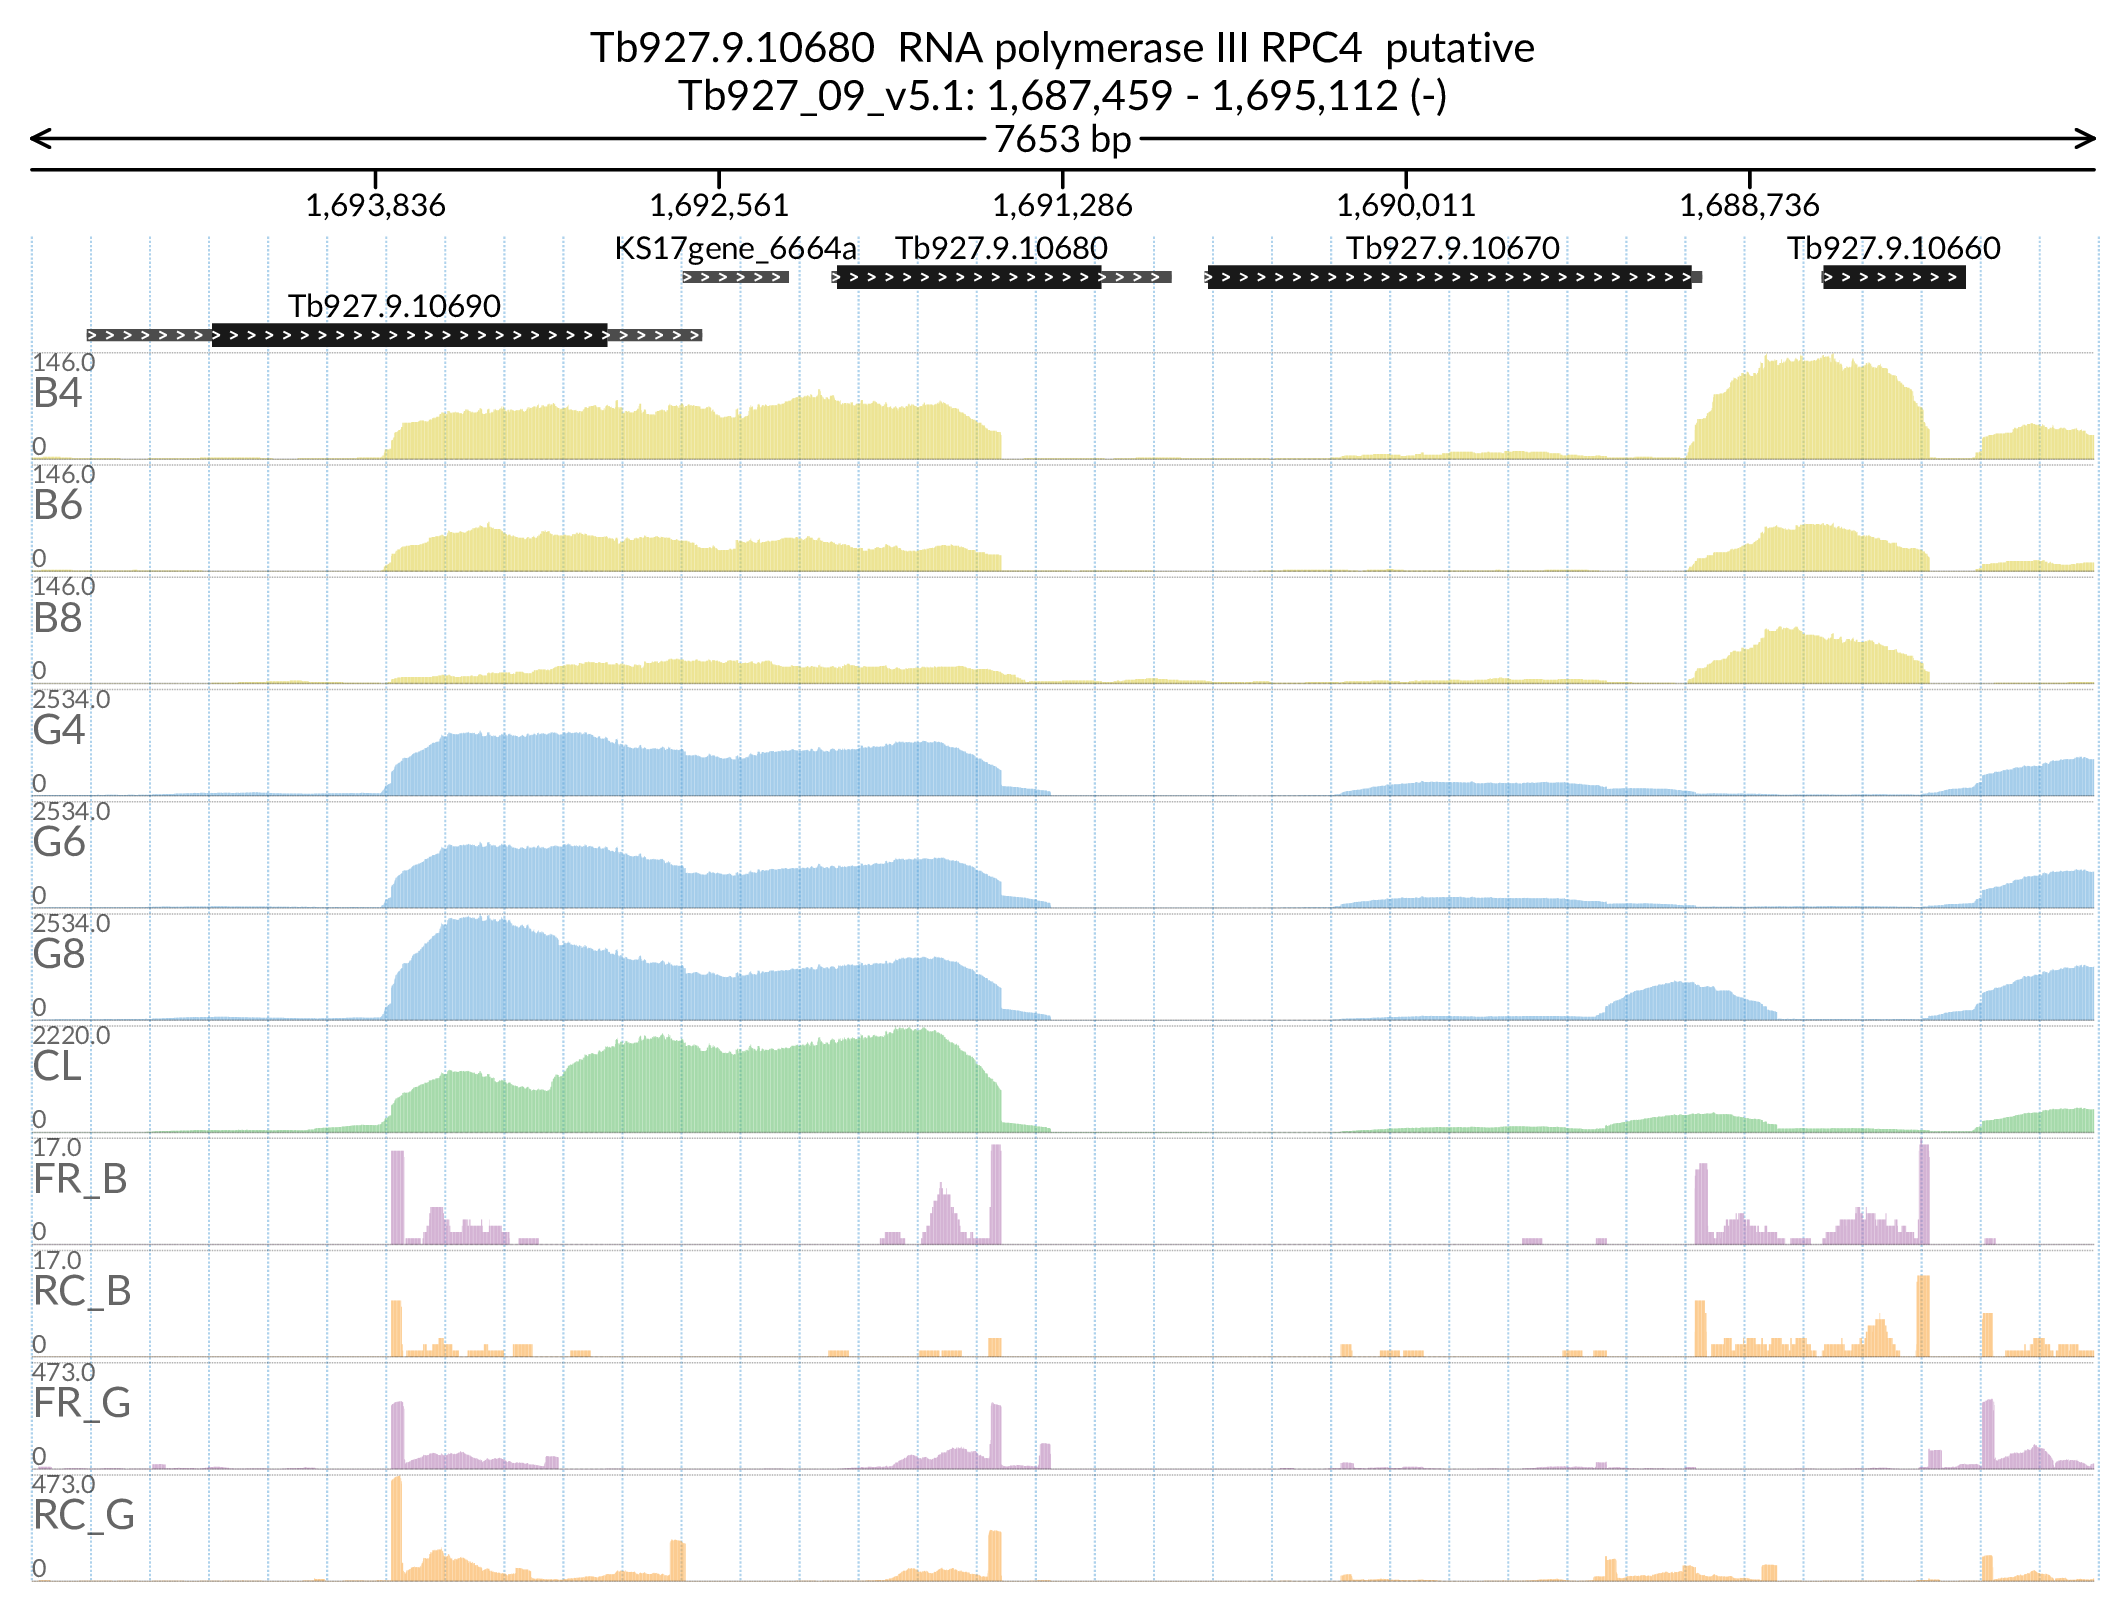 Tb927.9.10680  RNA polymerase III RPC4  putative
Tb927_09_v5.1: 1,687,459 - 1,695,112 (-)
7653 bp
1,693,836 1,692,561 1,691,286 1,690,011 1,688,736
KS17gene_6664a Tb927.9.10680 Tb927.9.10670 Tb927.9.10660
Tb927.9.10690
146.0
B4
0
146.0
B6
0
146.0
B8
0
2534.0
G4
0
2534.0
G6
0
2534.0
G8
0
2220.0
CL
0
17.0
FR_B
0
17.0
RC_B
0
473.0
FR_G
0
473.0
RC_G
0